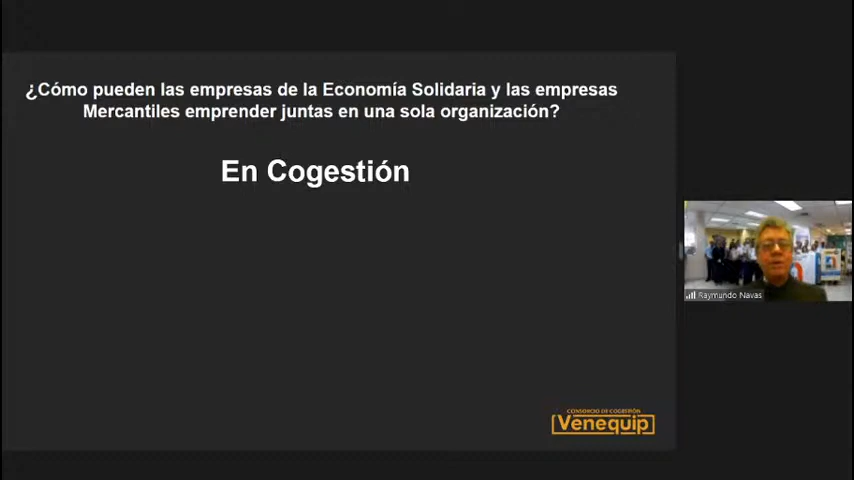 ¿Cómo pueden las empresas de la Economía Solidaria y las empresas
Mercantiles emprender juntas en una sola organización?
En Cogestión
Raymundo Navas
CONSORCIO DE COGESTIÓN
Venequip